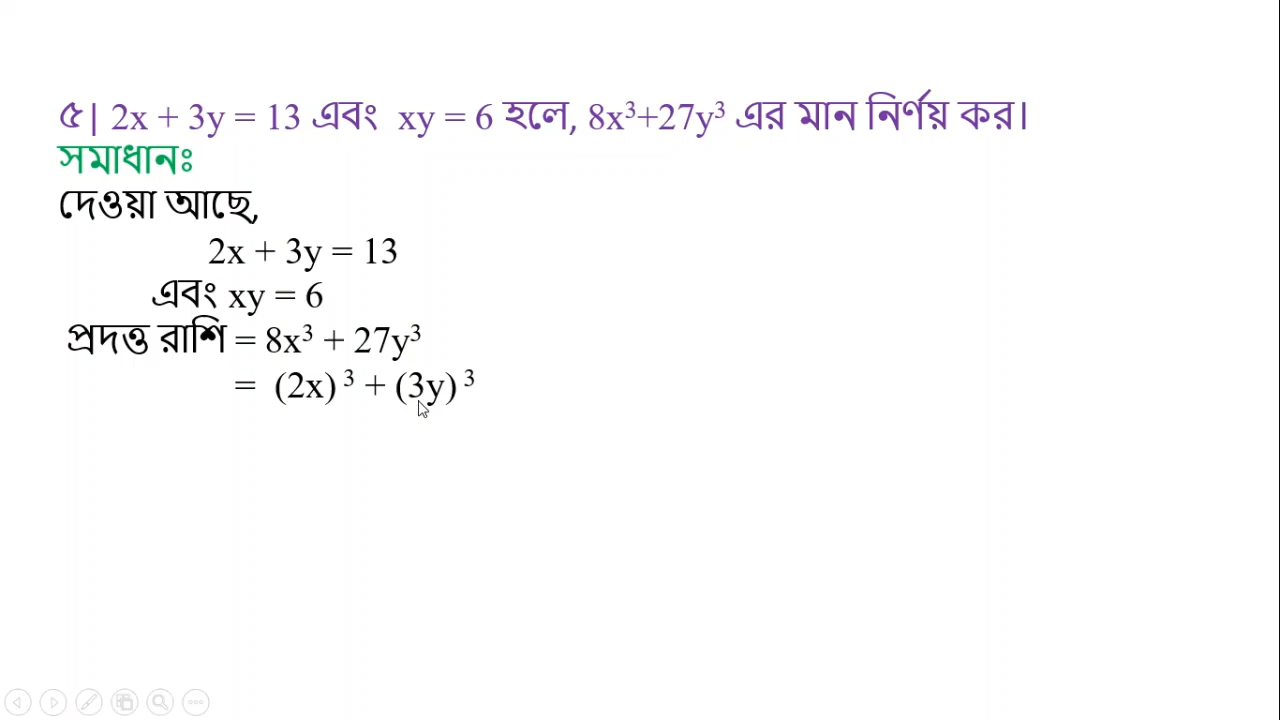 ৫| 2x + 3y = 13 এবং xy = 6 হলে, 8x³+27y³ এর মান নির্ণয় কর।
সমাধানঃ
দেওয়া আছে,
2x + 3y = 13
এবং xy = 6
প্রদত্ত রাশি = 8x³ + 27y³
= (2x) ³ + (3y) ³